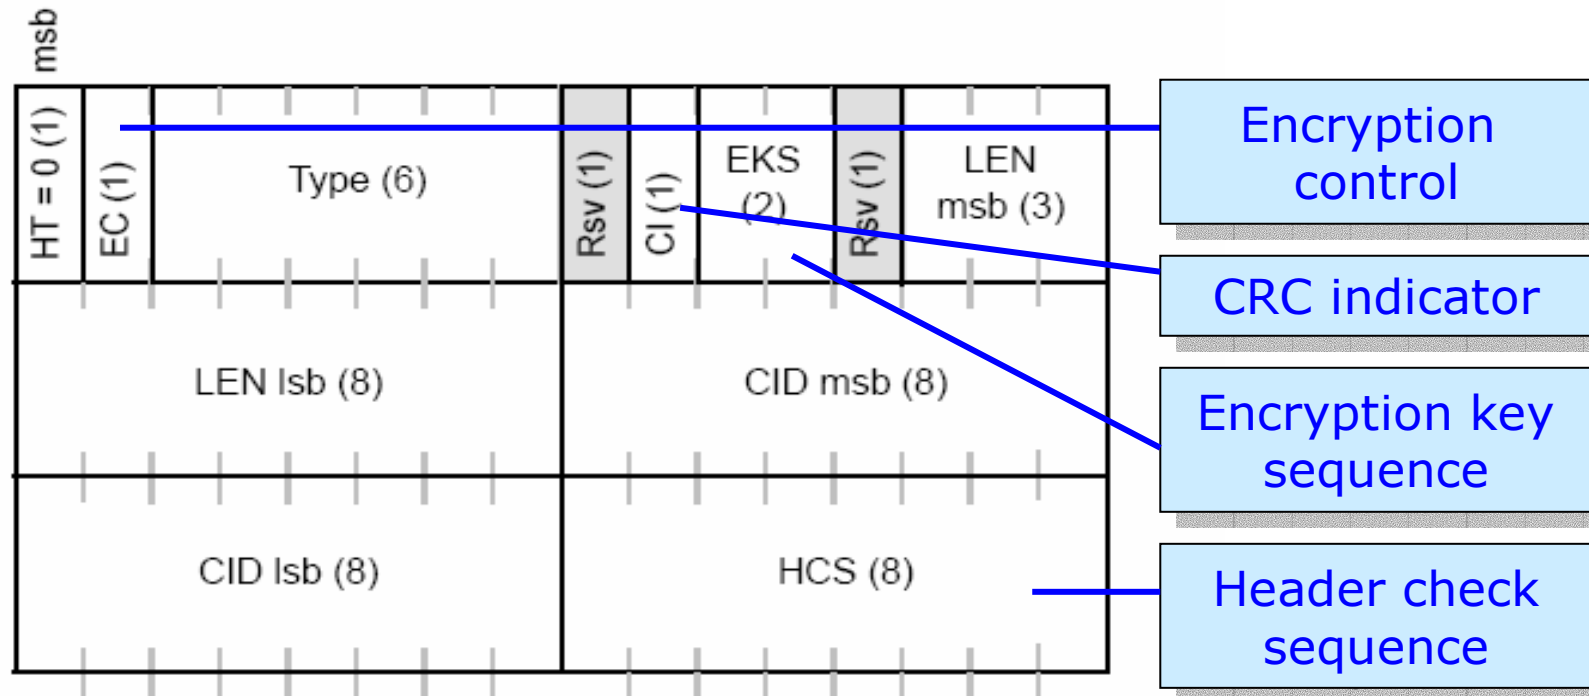 msb
HT = 0 (1)
EC (1)
Type (6)
Rsv (1)
CI (1)
EKS
(2)
Rsv (1)
LEN
msb (3)
Encryption
control
CRC indicator
LEN lsb (8)
CID msb (8)
Encryption key
sequence
CID lsb (8)
HCS (8)
Header check
sequence